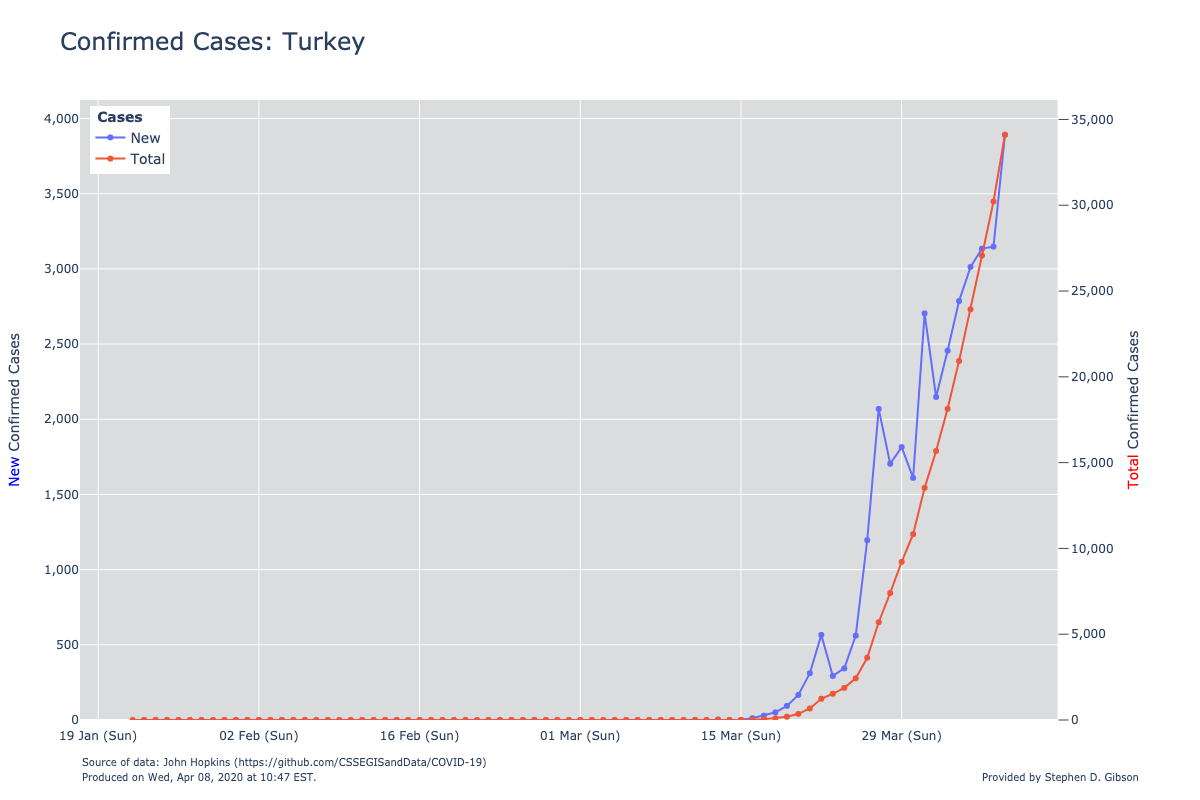 Confirmed Cases: Turkey
Cases
New
Total
4,000
3,500
3,000
2,500
2,000
1,500
1,000
500
0
35,000
30,000
25,000
20,000
15,000
10,000
5,000
0
New Confirmed Cases
Total Confirmed Cases
19 Jan (Sun) 02 Feb (Sun) 16 Feb (Sun) 01 Mar (Sun) 15 Mar (Sun) 29 Mar (Sun)
Source of data: John Hopkins (https://github.com/CSSEGISandData/COVID-19)
Produced on Wed, Apr 08, 2020 at 10:47 EST.
Provided by Stephen D. Gibson